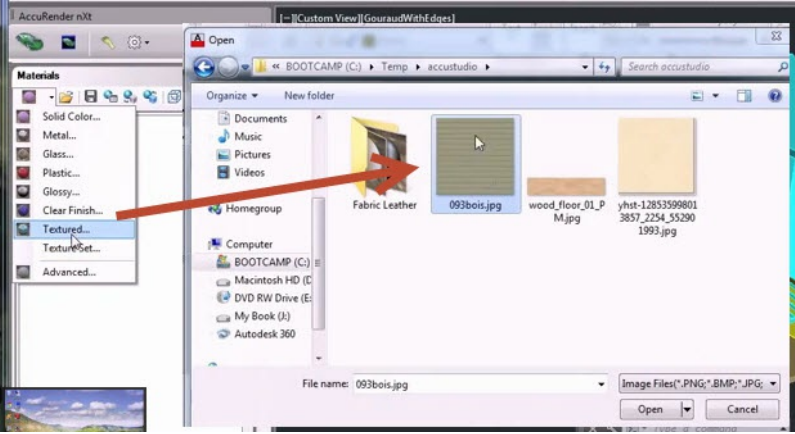 AccuRender nXt
[−][Custom View][GouraudWithEdges]
Materials
Solid Color...
Metal...
Glass...
Plastic...
Glossy...
Clear Finish...
Textured...
Texture Set...
Advanced...
Open
« BOOTCAMP (C:) ▸ Temp ▸ accustudio ▸
Search accustudio
Organize ▾ New folder
Documents
Music
Pictures
Videos
Homegroup
Computer
BOOTCAMP (C:)
Macintosh HD (D
DVD RW Drive (E:
My Book (J:)
Autodesk 360
Fabric Leather
093bois.jpg
wood_floor_01_P
M.jpg
yhst-12853599801
3857_2254_55290
1993.jpg
File name: 093bois.jpg
Image Files(*.PNG;*.BMP;*.JPG;
Open
Cancel
Type a command